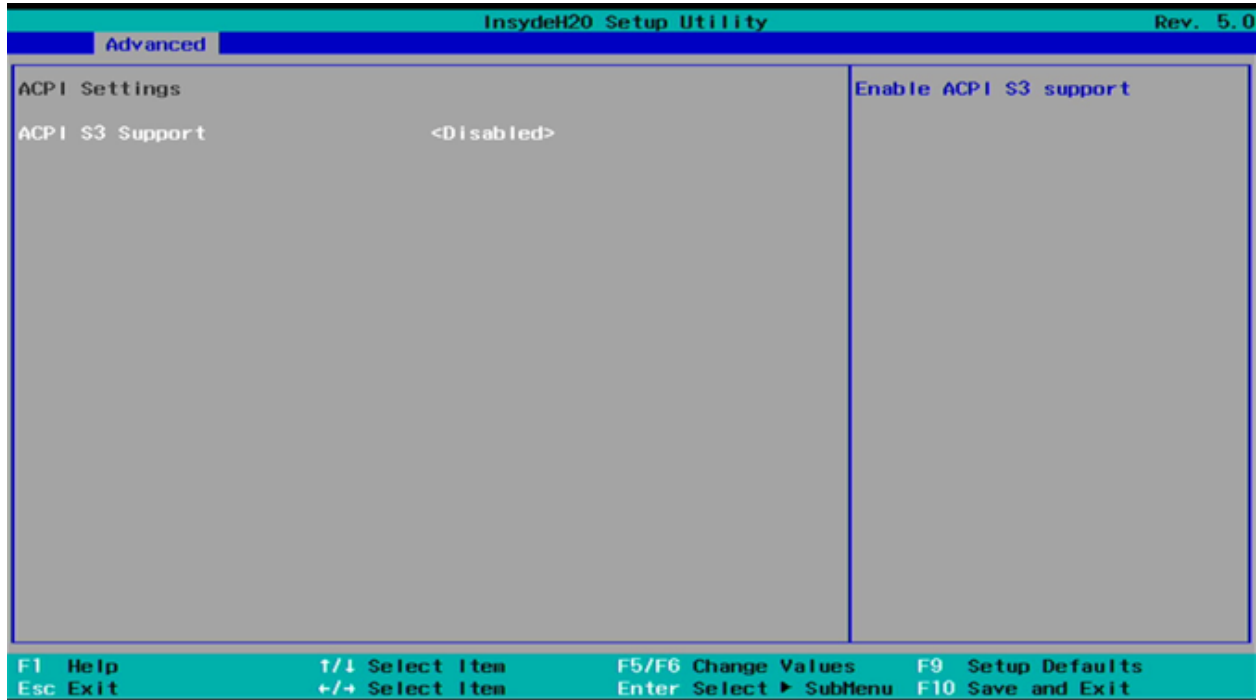 InsydeH20 Setup Utility Rev. 5.0
Advanced
ACPI Settings
ACPI S3 Support <Disabled>
Enable ACPI S3 support
F1 Help ↑/↓ Select Item F5/F6 Change Values F9 Setup Defaults
Esc Exit ←/→ Select Item Enter Select ▶ SubMenu F10 Save and Exit